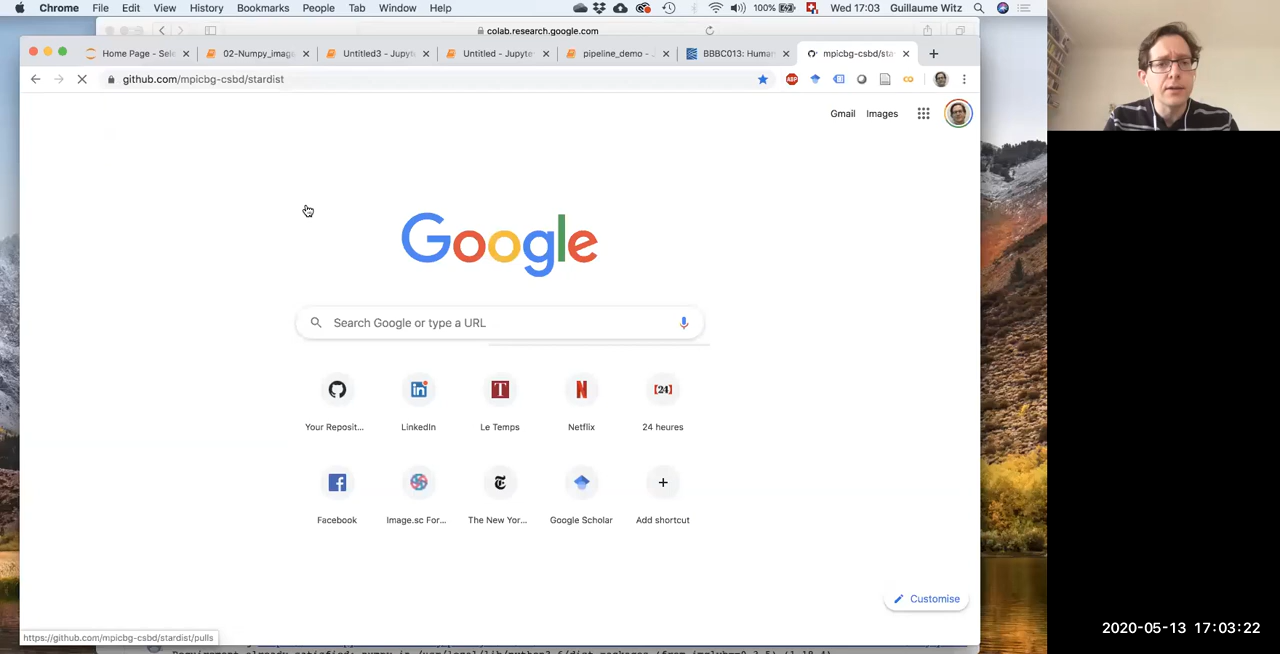 Chrome File Edit View History Bookmarks People Tab Window Help 100% Wed 17:03 Guillaume Witz
colab.research.google.com
Home Page - Sele 02-Numpy_imag Untitled3 - Jupyt Untitled - Jupyte pipeline_demo - J BBBC013: Human mpicbg-csbd/sta
github.com/mpicbg-csbd/stardist
ABP
Gmail Images
Google
Search Google or type a URL
[24]
Your Reposit... LinkedIn Le Temps Netflix 24 heures
Facebook Image.sc For... The New Yor... Google Scholar Add shortcut
Customise
https://github.com/mpicbg-csbd/stardist/pulls
2020-05-13 17:03:22